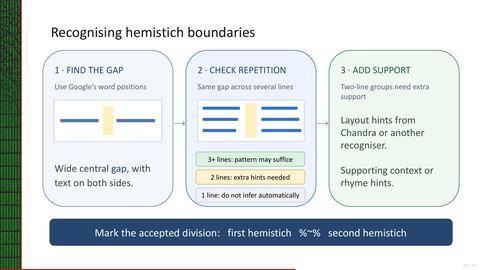 Recognising hemistich boundaries
1 · FIND THE GAP
Use Google's word positions
Wide central gap, with
text on both sides.
2 · CHECK REPETITION
Same gap across several lines
3+ lines: pattern may suffice
2 lines: extra hints needed
1 line: do not infer automatically
3 · ADD SUPPORT
Two-line groups need extra
support
Layout hints from
Chandra or another
recogniser.
Supporting context or
rhyme hints.
Mark the accepted division: first hemistich %~% second hemistich